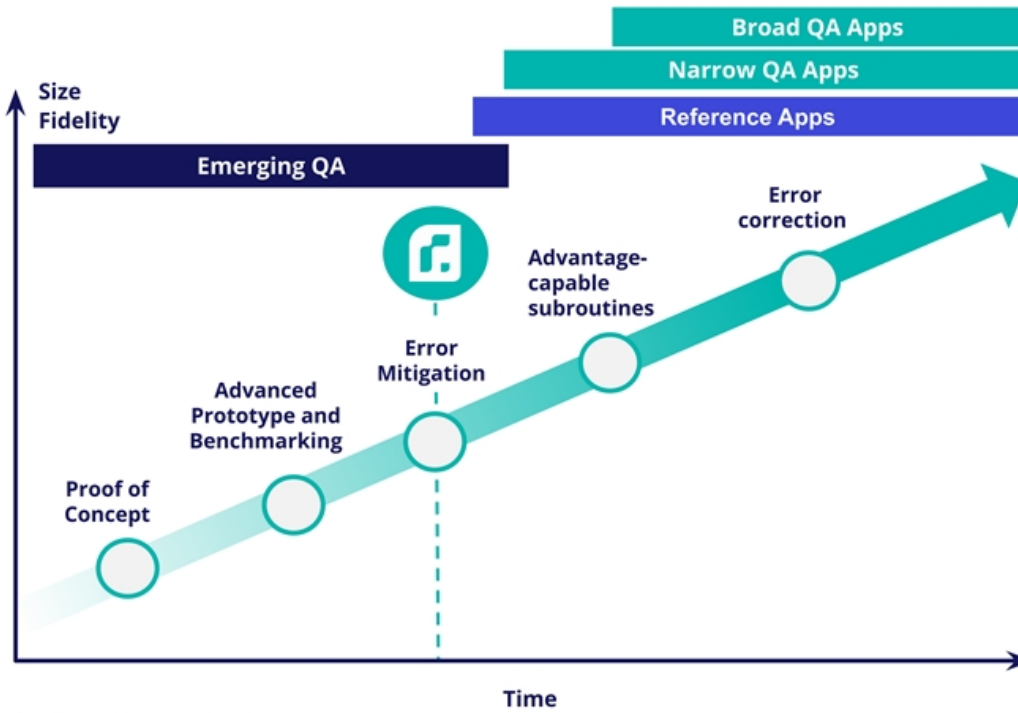 Broad QA Apps
Narrow QA Apps
Reference Apps
Size
Fidelity
Emerging QA
Error
correction
Advantage-
capable
subroutines
Error
Mitigation
Advanced
Prototype and
Benchmarking
Proof of
Concept
Time